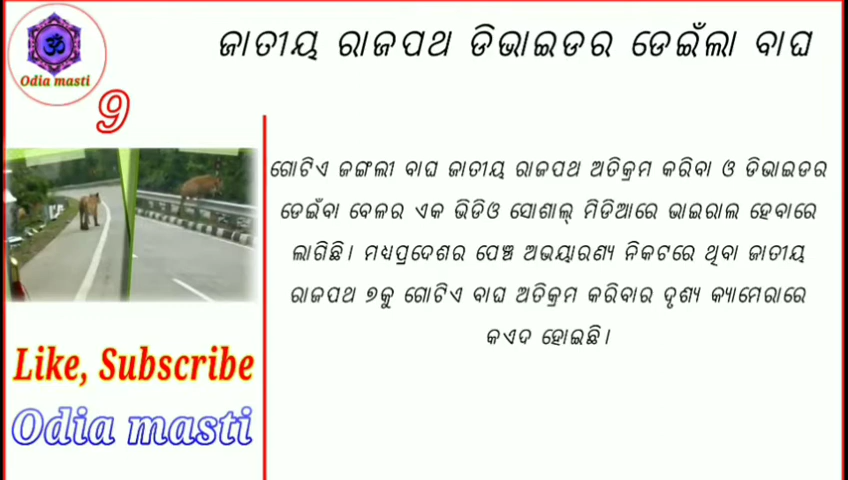 ଜାତୀୟ ରାଜପଥ ଡିଭାଇଡର ଡେଇଁଲା ବାଘ
ॐ
Odia masti
୨
ଗୋଟିଏ ଜଙ୍ଗଲୀ ବାଘ ଜାତୀୟ ରାଜପଥ ଅତିକ୍ରମ କରିବା ଓ ଡିଭାଇଡର
ଡେଇଁବା ବେଳର ଏକ ଭିଡିଓ ସୋଶାଲ୍ ମିଡିଆରେ ଭାଇରାଲ ହେବାରେ
ଲାଗିଛି। ମଧ୍ୟପ୍ରଦେଶର ପେଞ୍ଚ ଅଭୟାରଣ୍ୟ ନିକଟରେ ଥିବା ଜାତୀୟ
ରାଜପଥ ୭କୁ ଗୋଟିଏ ବାଘ ଅତିକ୍ରମ କରିବାର ଦୃଶ୍ୟ କ୍ୟାମେରାରେ
କଏଦ ହୋଇଛି।
Like, Subscribe
Odia masti